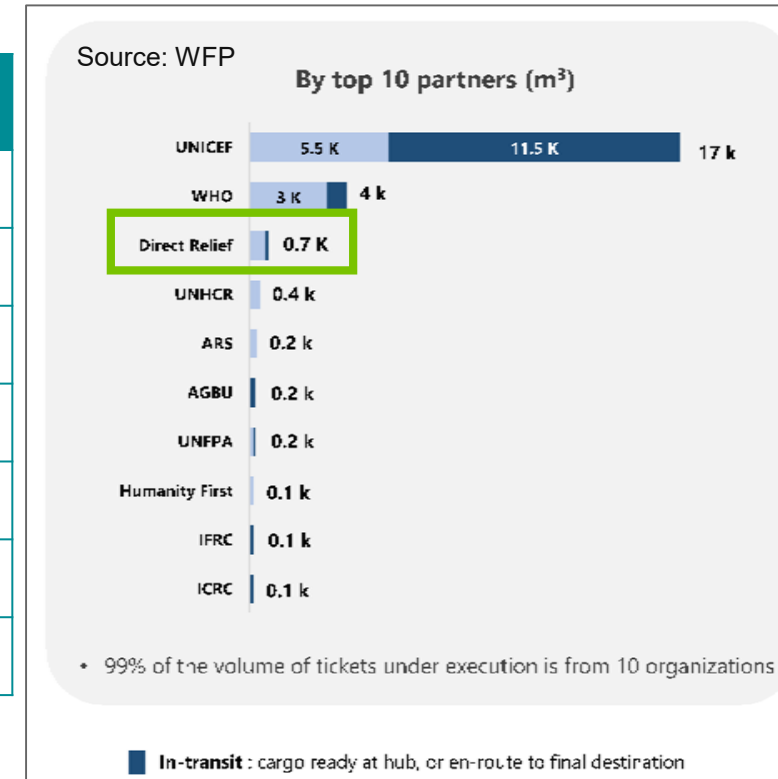 Source: WFP
By top 10 partners (m³)
UNICEF 5.5 K 11.5 K 17 k
WHO 3 K 4 k
Direct Relief 0.7 K
UNHCR 0.4 k
ARS 0.2 k
AGBU 0.2 k
UNFPA 0.2 k
Humanity First 0.1 k
IFRC 0.1 k
ICRC 0.1 k
• 99% of the volume of tickets under execution is from 10 organizations
In-transit : cargo ready at hub, or en-route to final destination